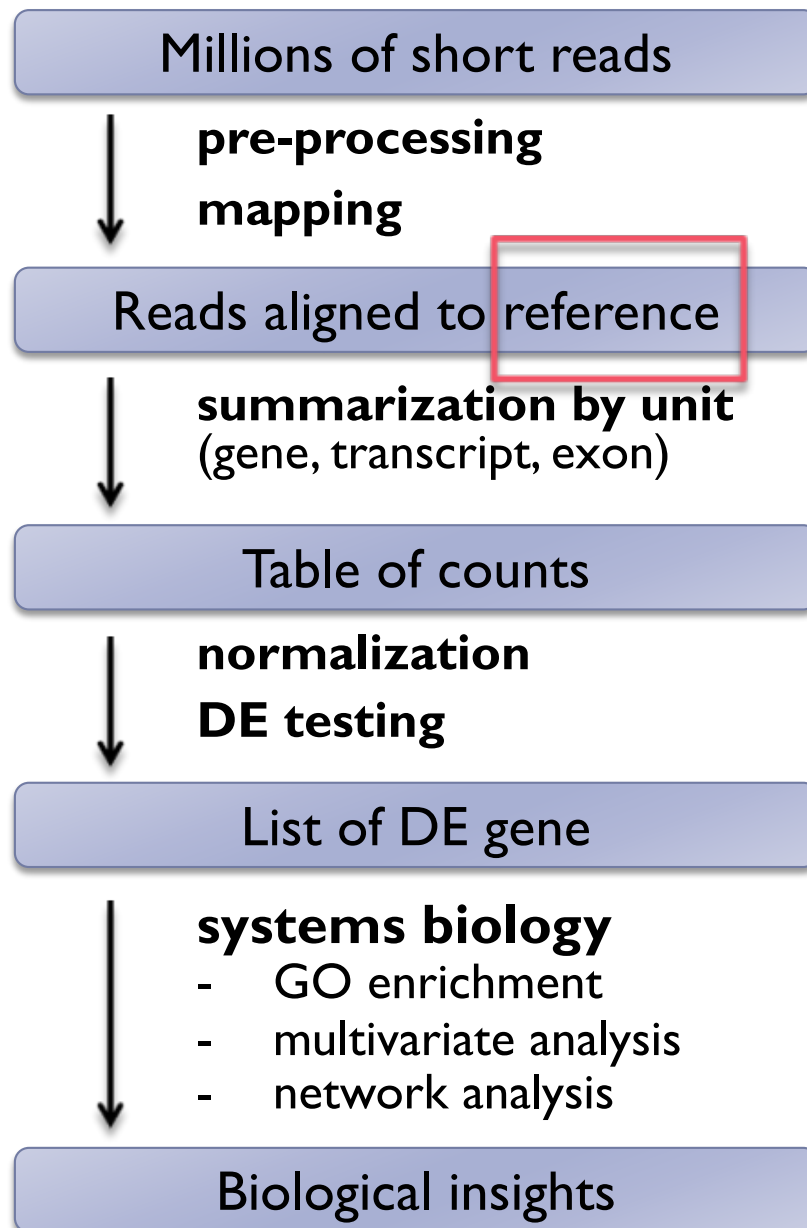 Millions of short reads
pre-processing
mapping
Reads aligned to reference
summarization by unit
(gene, transcript, exon)
Table of counts
normalization
DE testing
List of DE gene
systems biology
- GO enrichment
- multivariate analysis
- network analysis
Biological insights